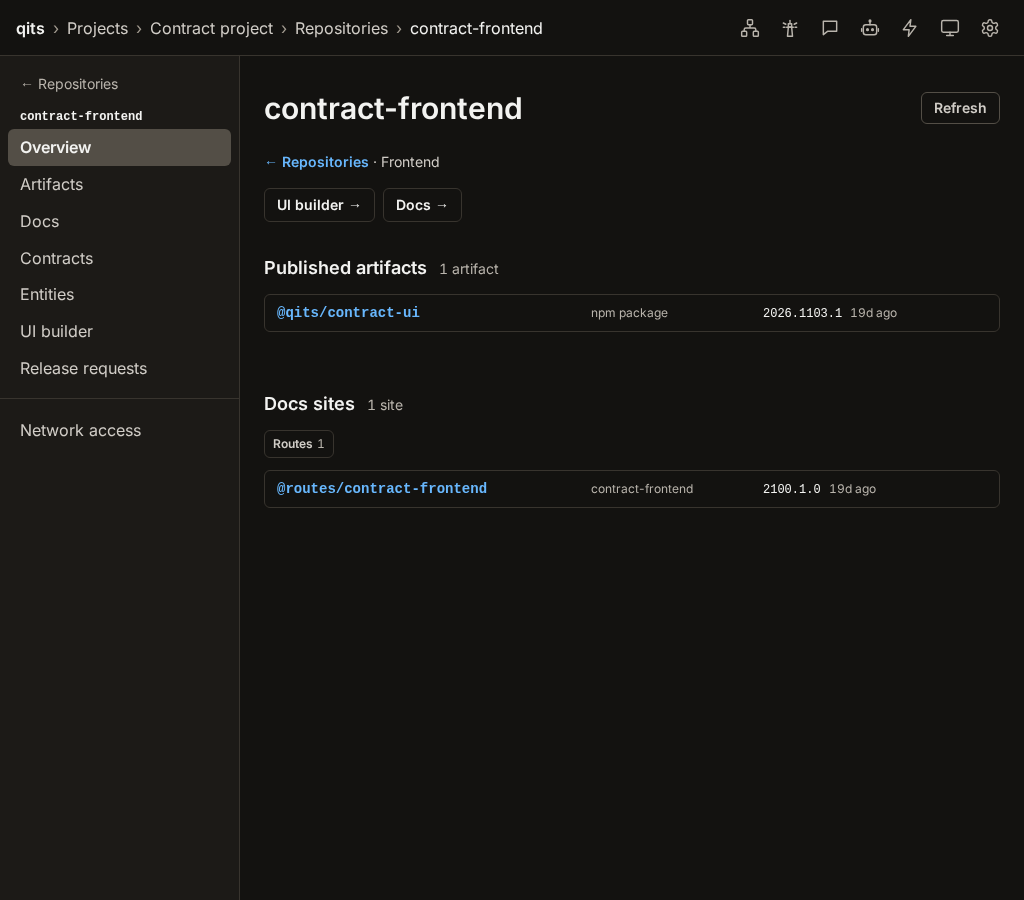 qits › Projects › Contract project › Repositories › contract-frontend
← Repositories
contract-frontend
Overview
Artifacts
Docs
Contracts
Entities
UI builder
Release requests
Network access
contract-frontend
Refresh
← Repositories · Frontend
UI builder →
Docs →
Published artifacts 1 artifact
@qits/contract-ui npm package 2026.1103.1 19d ago
Docs sites 1 site
Routes 1
@routes/contract-frontend contract-frontend 2100.1.0 19d ago